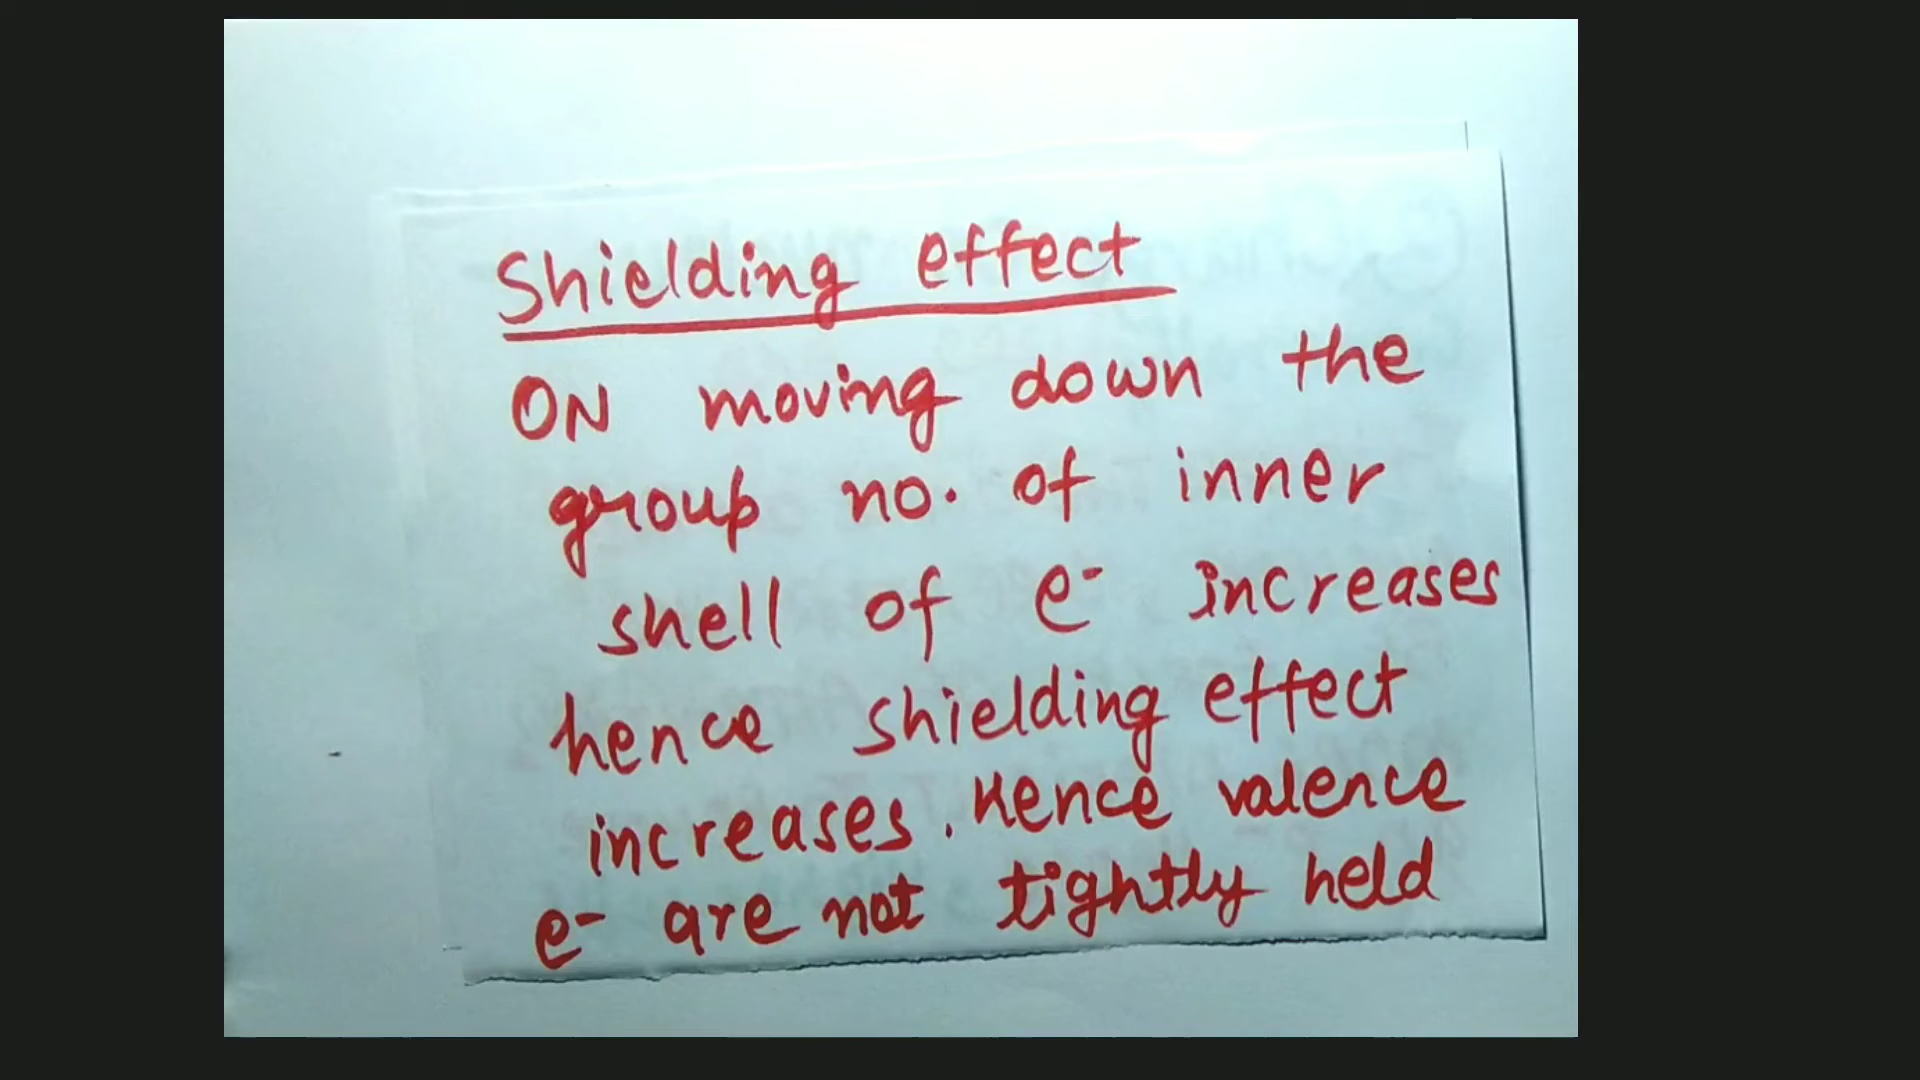 Shielding effect
ON moving down the
group no. of inner
shell of e⁻ increases
hence shielding effect
increases. Hence valence
e⁻ are not tightly held